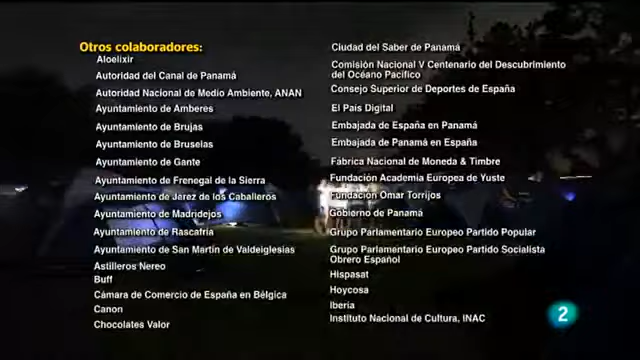 Otros colaboradores:
Aloelixir
Autoridad del Canal de Panamá
Autoridad Nacional de Medio Ambiente, ANAN
Ayuntamiento de Amberes
Ayuntamiento de Brujas
Ayuntamiento de Bruselas
Ayuntamiento de Gante
Ayuntamiento de Frenegal de la Sierra
Ayuntamiento de Jerez de los Caballeros
Ayuntamiento de Madridejos
Ayuntamiento de Rascafría
Ayuntamiento de San Martín de Valdeiglesias
Astilleros Nereo
Buff
Cámara de Comercio de España en Bélgica
Canon
Chocolates Valor
Ciudad del Saber de Panamá
Comisión Nacional V Centenario del Descubrimiento
del Océano Pacífico
Consejo Superior de Deportes de España
El País Digital
Embajada de España en Panamá
Embajada de Panamá en España
Fábrica Nacional de Moneda & Timbre
Fundación Academia Europea de Yuste
Fundación Omar Torrijos
Gobierno de Panamá
Grupo Parlamentario Europeo Partido Popular
Grupo Parlamentario Europeo Partido Socialista
Obrero Español
Hispasat
Hoycosa
Iberia
Instituto Nacional de Cultura, INAC
2